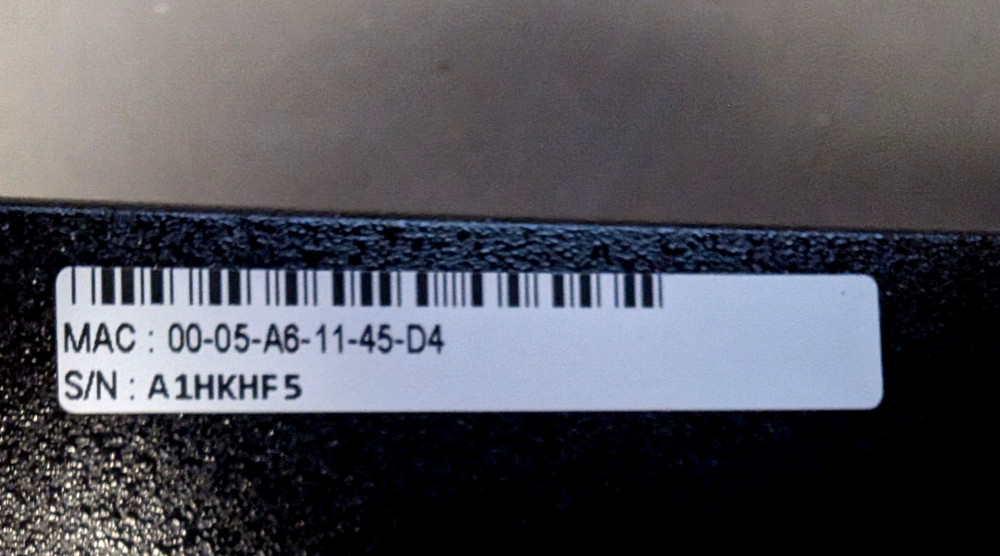 MAC : 00-05-A6-11-45-D4
S/N : A1HKHF5